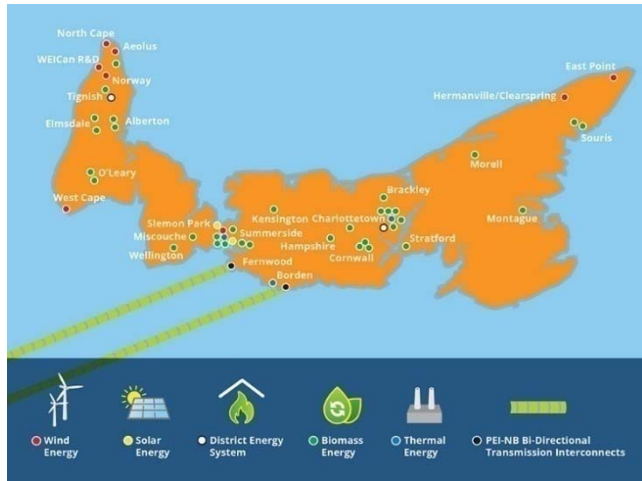 North Cape
Aeolus
WEICan R&D
Norway
Tignish
Elmsdale
Alberton
O'Leary
West Cape
East Point
Hermanville/Clearspring
Souris
Morell
Montague
Brackley
Kensington
Charlottetown
Slemon Park
Miscouche
Summerside
Hampshire
Stratford
Wellington
Cornwall
Fernwood
Borden
Wind
Energy
Solar
Energy
District Energy
System
Biomass
Energy
Thermal
Energy
PEI-NB Bi-Directional
Transmission Interconnects